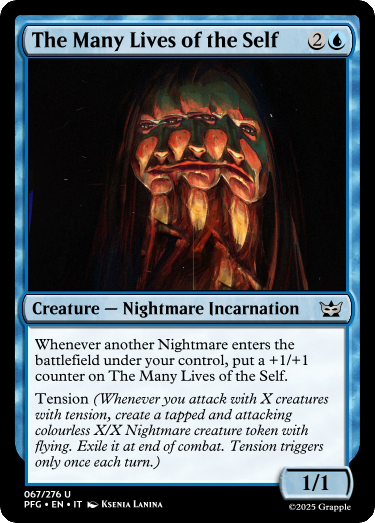 The Many Lives of the Self 2
Creature — Nightmare Incarnation
Whenever another Nightmare enters the
battlefield under your control, put a +1/+1
counter on The Many Lives of the Self.
Tension (Whenever you attack with X creatures
with tension, create a tapped and attacking
colourless X/X Nightmare creature token with
flying. Exile it at end of combat. Tension triggers
only once each turn.)
1/1
067/276 U
PFG • EN • IT Ksenia Lanina
©2025 Grapple